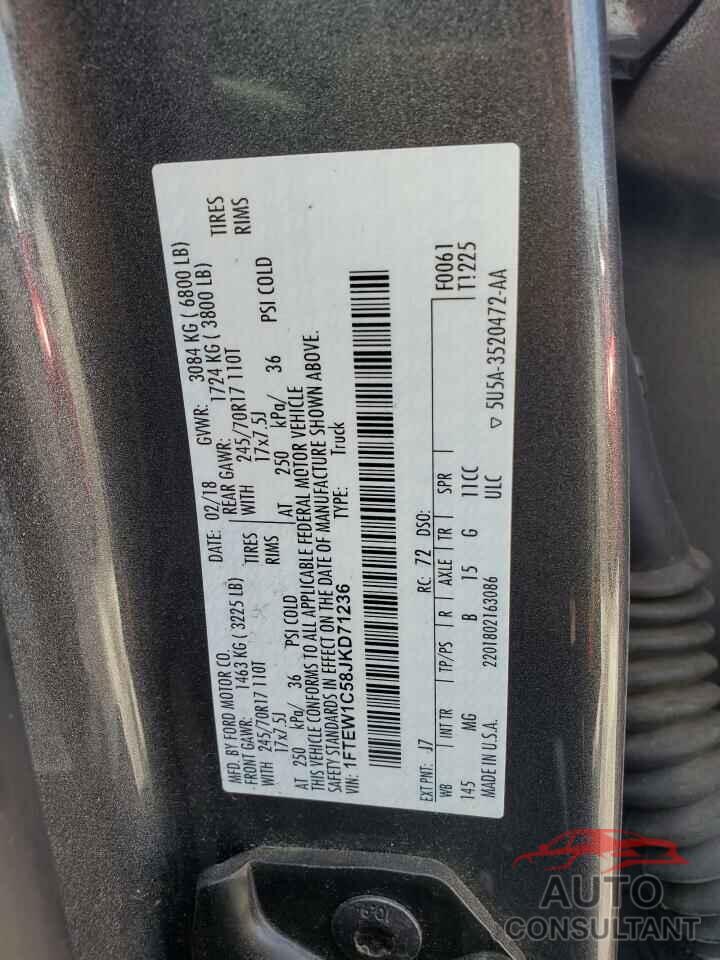 MFD. BY FORD MOTOR CO.
DATE: 02/18 GVWR: 3084 KG ( 6800 LB)
FRONT GAWR: 1463 KG ( 3225 LB) REAR GAWR: 1724 KG ( 3800 LB)
WITH 245/70R17 110T TIRES WITH 245/70R17 110T TIRES
17x7.5J RIMS 17x7.5J RIMS
AT 250 kPa/ 36 PSI COLD AT 250 kPa/ 36 PSI COLD
THIS VEHICLE CONFORMS TO ALL APPLICABLE FEDERAL MOTOR VEHICLE
SAFETY STANDARDS IN EFFECT ON THE DATE OF MANUFACTURE SHOWN ABOVE.
VIN: 1FTEW1C58JKD71236 TYPE: Truck
F0061
T1225
EXT PNT: J7 RC: 72 DSO:
WB INT TR TP/PS R AXLE TR SPR
145 MG B 15 G 11CC
MADE IN U.S.A. 2201802163086 ULC
▽ 5U5A-3520472-AA
AUTO
CONSULTANT